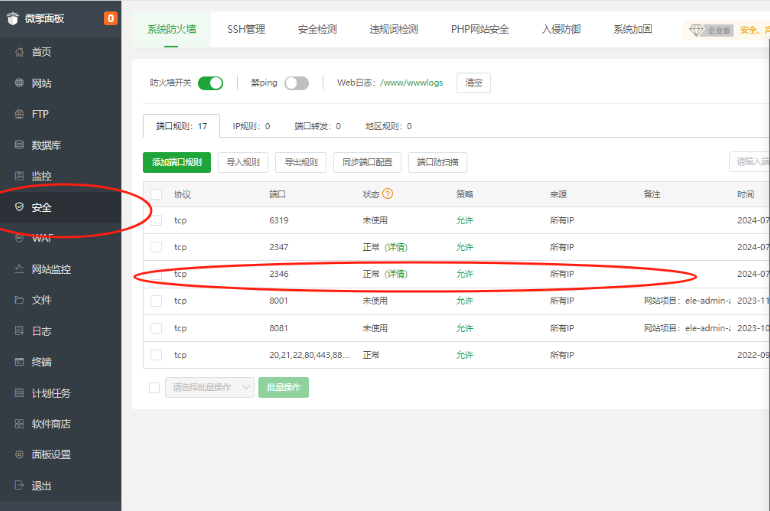 微擎面板 0
首页
网站
FTP
数据库
监控
安全
WAF
网站监控
文件
日志
终端
计划任务
软件商店
面板设置
退出
系统防火墙 SSH管理 安全检测 违规词检测 PHP网站安全 入侵防御 系统加固 企业版 安全、高
防火墙开关 禁ping Web日志：/www/wwwlogs 清空
端口规则：17 IP规则：0 端口转发：0 地区规则：0
添加端口规则 导入规则 导出规则 同步端口配置 端口防扫描 请输入端
协议 端口 状态 ? 策略 来源 备注 时间
tcp 6319 未使用 允许 所有IP 2024-07
tcp 2347 正常 (详情) 允许 所有IP 2024-07
tcp 2346 正常 (详情) 允许 所有IP 2024-07
tcp 8001 未使用 允许 所有IP 网站项目：ele-admin-a 2023-11
tcp 8081 未使用 允许 所有IP 网站项目：ele-admin-a 2023-10
tcp 20,21,22,80,443,88... 正常 允许 所有IP 2022-09
请选择批量操作 批量操作